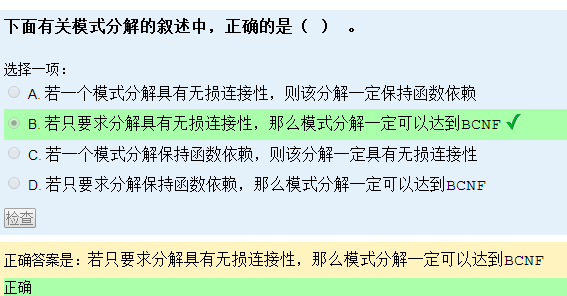 下面有关模式分解的叙述中，正确的是（ ） 。
选择一项：
A. 若一个模式分解具有无损连接性，则该分解一定保持函数依赖
B. 若只要求分解具有无损连接性，那么模式分解一定可以达到BCNF ✓
C. 若一个模式分解保持函数依赖，则该分解一定具有无损连接性
D. 若只要求分解保持函数依赖，那么模式分解一定可以达到BCNF
检查
正确答案是：若只要求分解具有无损连接性，那么模式分解一定可以达到BCNF
正确